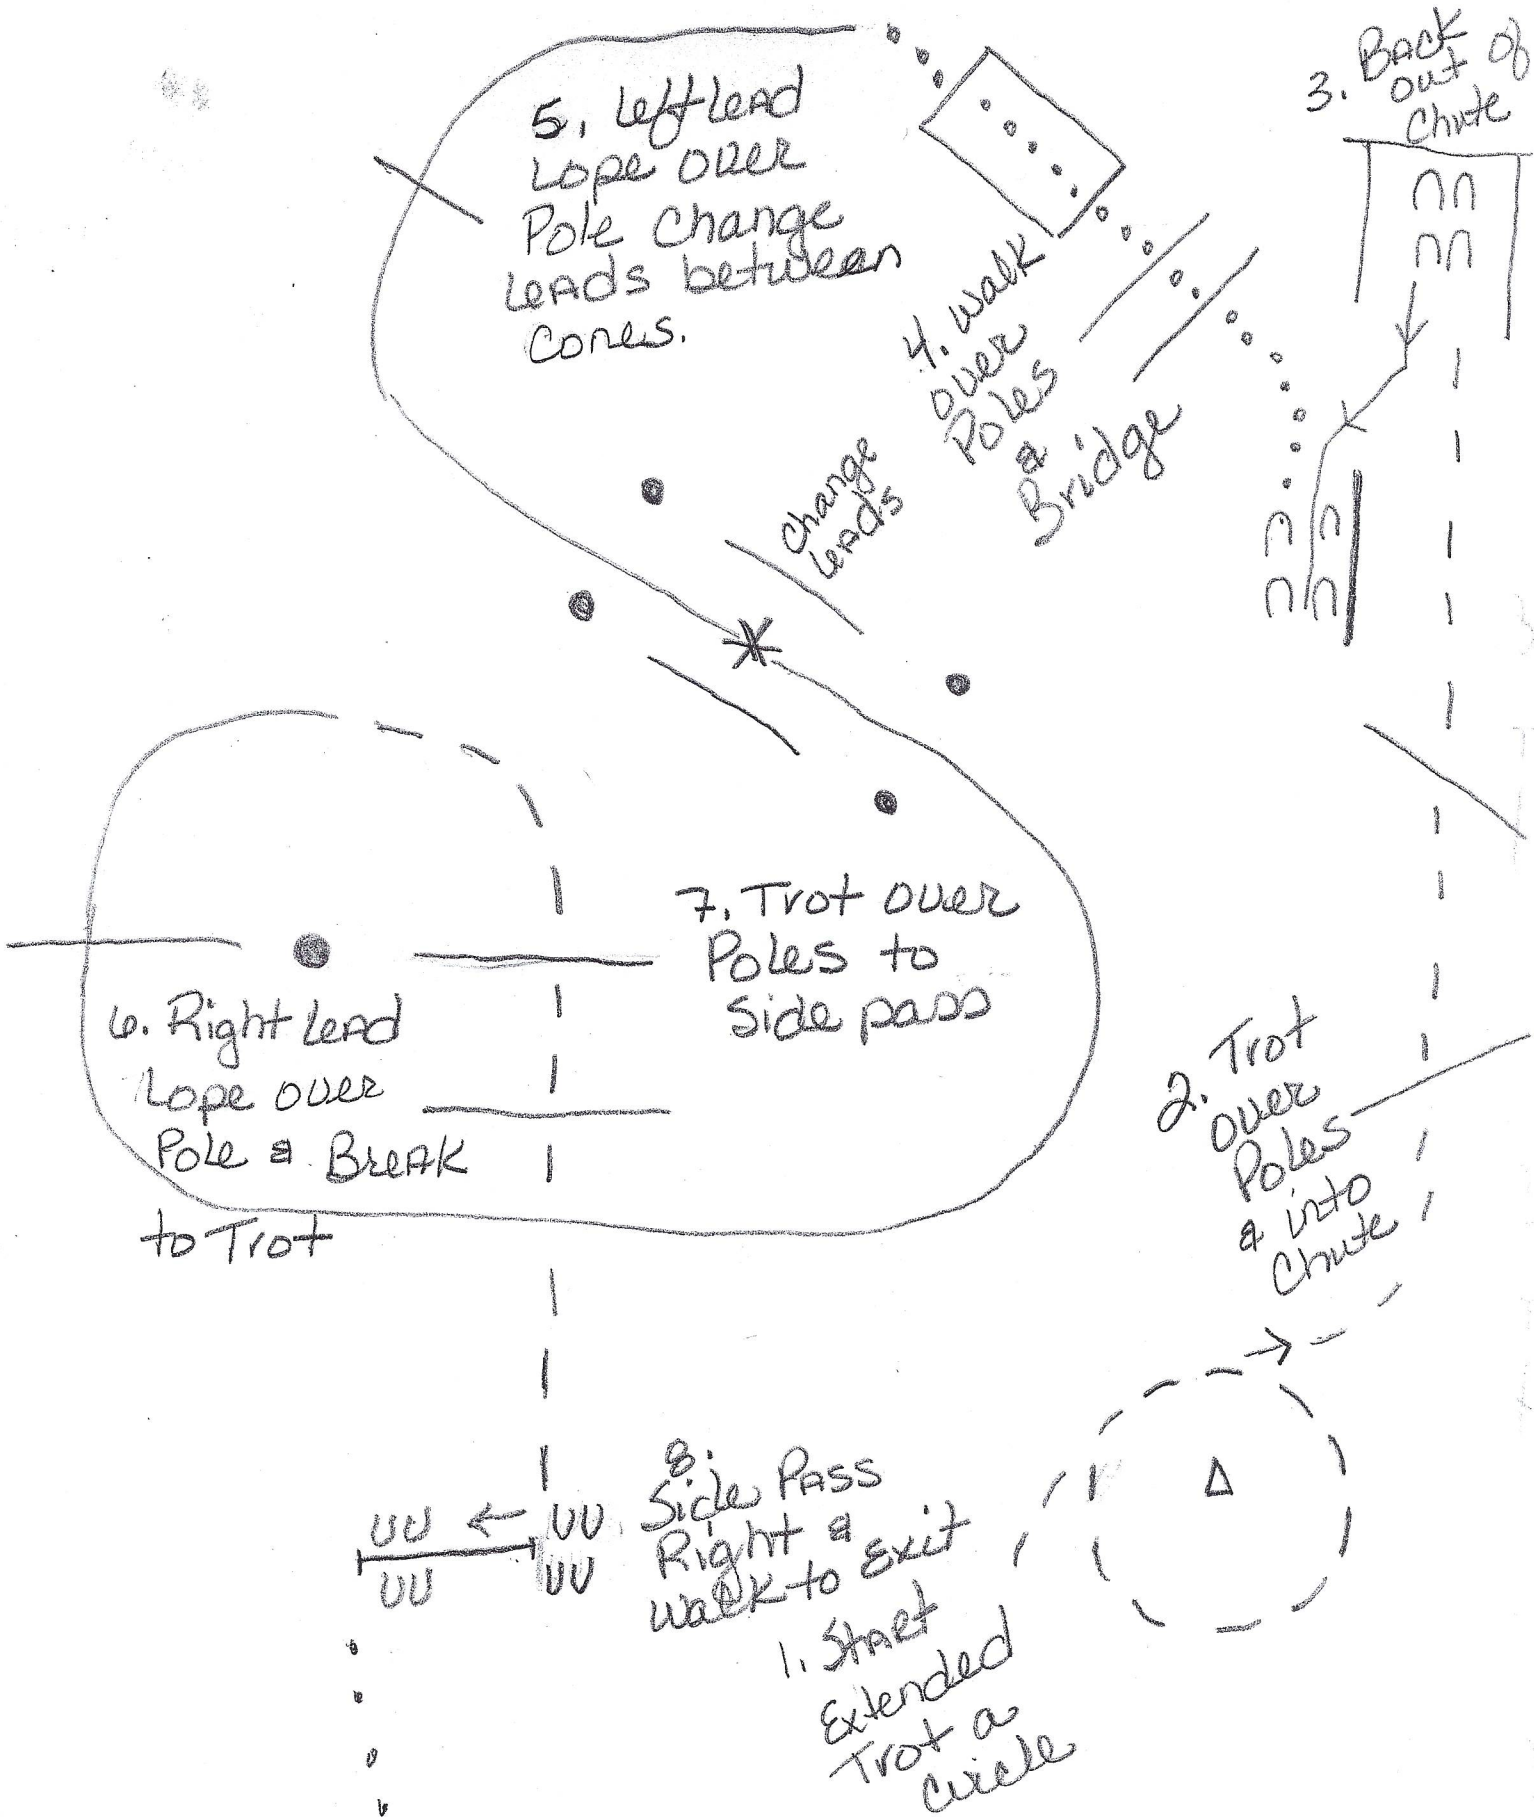 3. Back
out of
Chute
5. Left lead
Lope over
Pole Change
leads between
Cones.
4. Walk
over
Poles
&
Bridge
Change
leads
7. Trot over
Poles to
Side pass
6. Right lead
Lope over
Pole & Break
to Trot
2. Trot
over
Poles
& into
Chute
8.
Side Pass
Right &
Walk to Exit
1. Start
Extended
Trot a
Circle